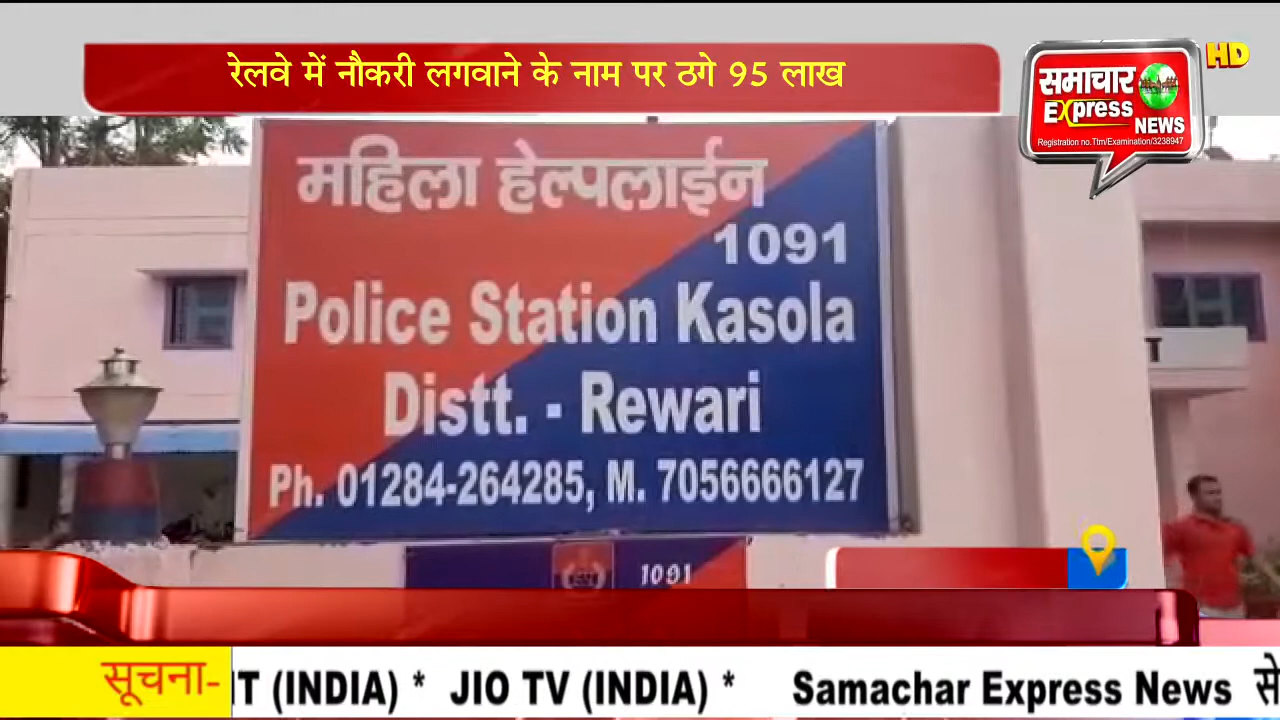 रेलवे में नौकरी लगवाने के नाम पर ठगे 95 लाख
HD
समाचार
Express
NEWS
Registration no.Ttm/Examination/3238947
महिला हेल्पलाईन
1091
Police Station Kasola
Distt. - Rewari
Ph. 01284-264285, M. 7056666127
1091
सूचना-
IT (INDIA) * JIO TV (INDIA) * Samachar Express News से